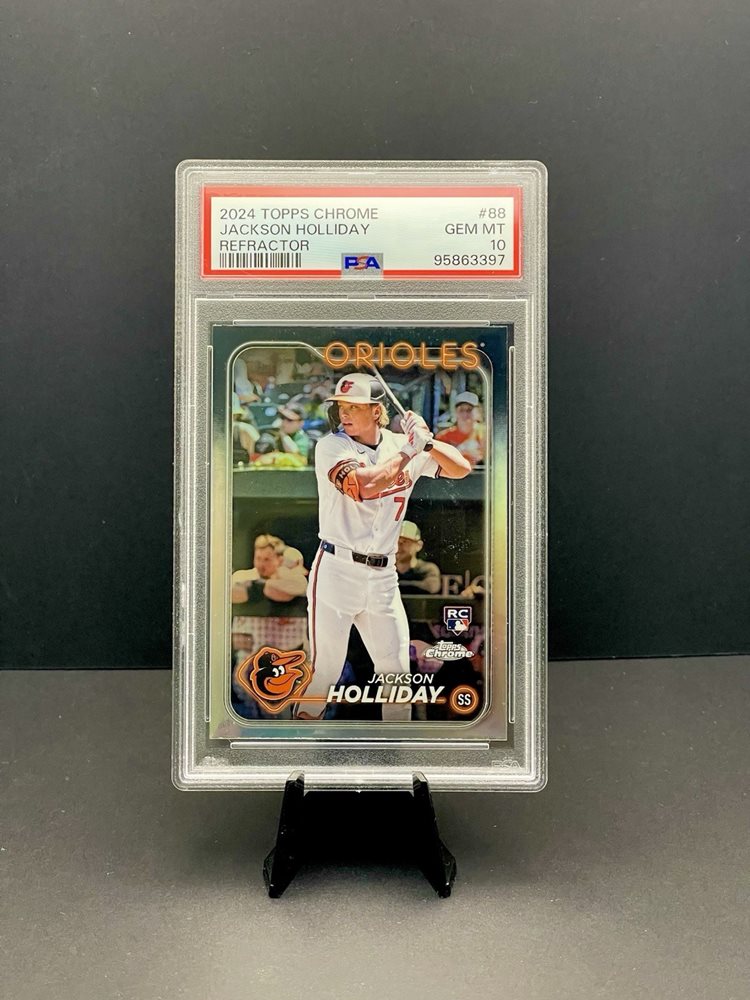 2024 TOPPS CHROME #88
JACKSON HOLLIDAY GEM MT
REFRACTOR 10
PSA 95863397
ORIOLES
7
RC
Topps
Chrome
JACKSON
HOLLIDAY SS
PSA